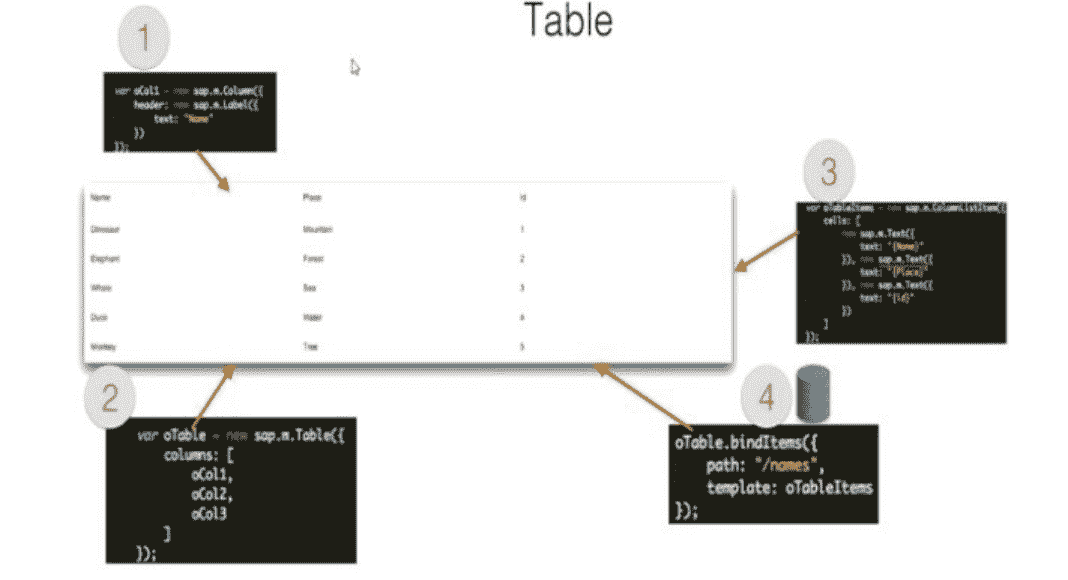 Table
1
var oCol1 = new sap.m.Column({
header: new sap.m.Label({
text: "Name"
})
});
Name Place Id
Dinosaur Mountain 1
Elephant Forest 2
Whale Sea 3
Duck Water 4
Monkey Tree 5
3
var oTableItems = new sap.m.ColumnListItem({
cells: [
new sap.m.Text({
text: "{Name}"
}), new sap.m.Text({
text: "{Place}"
}), new sap.m.Text({
text: "{Id}"
})
]
});
2
var oTable = new sap.m.Table({
columns: [
oCol1,
oCol2,
oCol3
]
});
4
oTable.bindItems({
path: "/names",
template: oTableItems
});